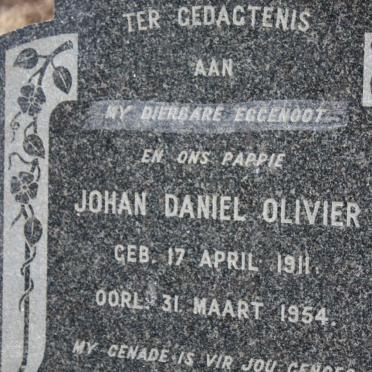 TER GEDAGTENIS
AAN
MY DIERBARE EGGENOOT
EN ONS PAPPIE
JOHAN DANIEL OLIVIER
GEB. 17 APRIL 1911.
OORL. 31 MAART 1954.
MY GENADE IS VIR JOU GENOEG